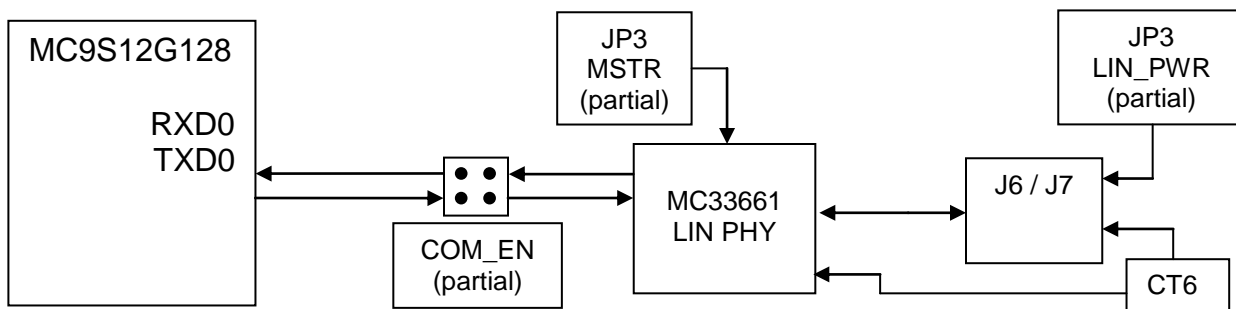 MC9S12G128
RXD0
TXD0
COM_EN
(partial)
JP3
MSTR
(partial)
MC33661
LIN PHY
JP3
LIN_PWR
(partial)
J6 / J7
CT6